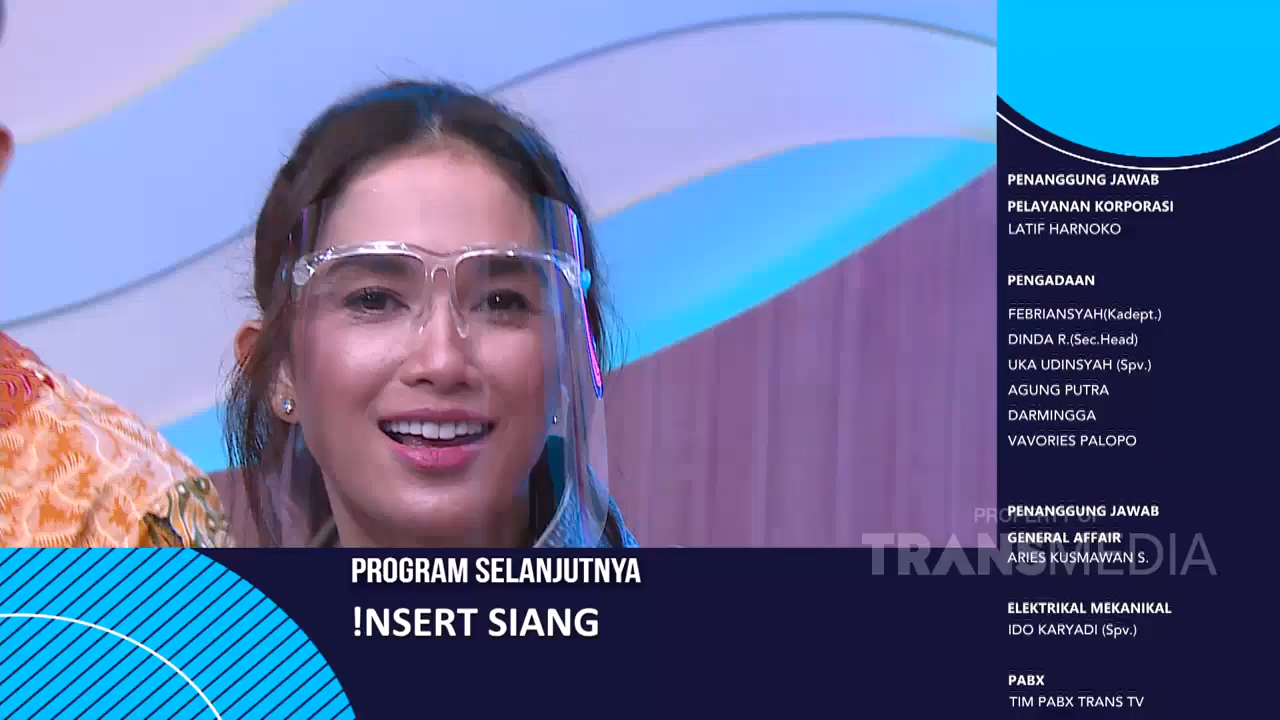 PENANGGUNG JAWAB
PELAYANAN KORPORASI
LATIF HARNOKO
PENGADAAN
FEBRIANSYAH(Kadept.)
DINDA R.(Sec.Head)
UKA UDINSYAH (Spv.)
AGUNG PUTRA
DARMINGGA
VAVORIES PALOPO
PENANGGUNG JAWAB
GENERAL AFFAIR
ARIES KUSMAWAN S.
ELEKTRIKAL MEKANIKAL
IDO KARYADI (Spv.)
PABX
TIM PABX TRANS TV
PROPERTY OF
TRANSMEDIA
PROGRAM SELANJUTNYA
!NSERT SIANG